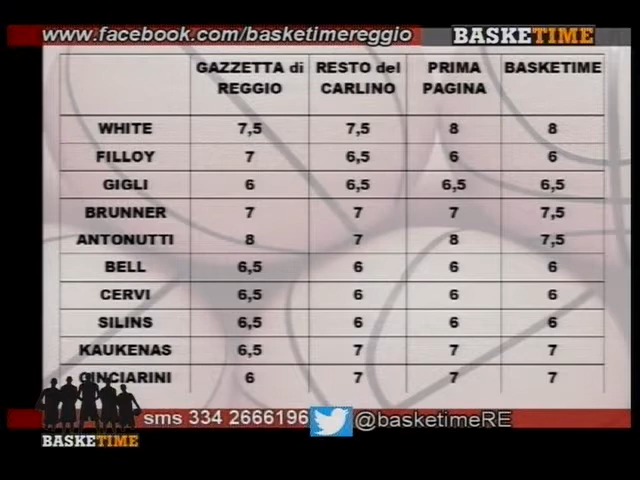 www.facebook.com/basketimereggio BASKETIME
GAZZETTA di REGGIO RESTO del CARLINO PRIMA PAGINA BASKETIME
WHITE 7,5 7,5 8 8
FILLOY 7 6,5 6 6
GIGLI 6 6,5 6,5 6,5
BRUNNER 7 7 7 7,5
ANTONUTTI 8 7 8 7,5
BELL 6,5 6 6 6
CERVI 6,5 6 6 6
SILINS 6,5 6 6 6
KAUKENAS 6,5 7 7 7
CINCIARINI 6 7 7 7
sms 334 2666196 @basketimeRE
BASKETIME